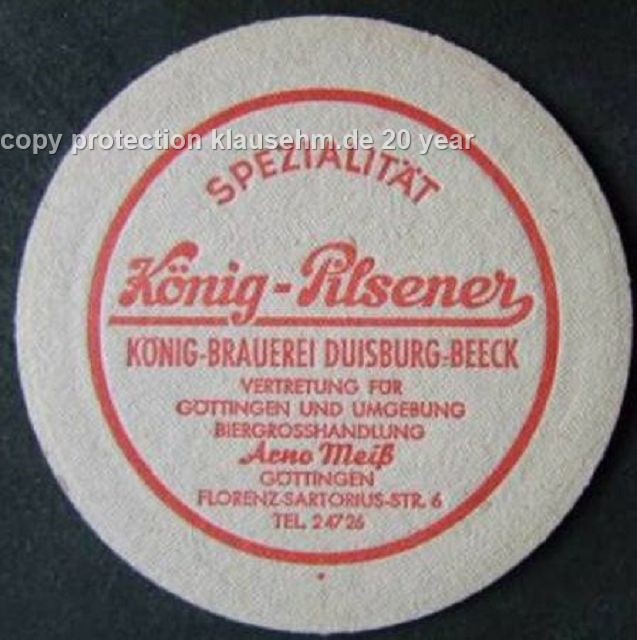 copy protection klausehm.de 20 year
SPEZIALITÄT
König-Pilsener
KÖNIG-BRAUEREI DUISBURG-BEECK
VERTRETUNG FÜR
GÖTTINGEN UND UMGEBUNG
BIERGROSSHANDLUNG
Arno Meiß
GÖTTINGEN
FLORENZ-SARTORIUS-STR. 6
TEL. 24726